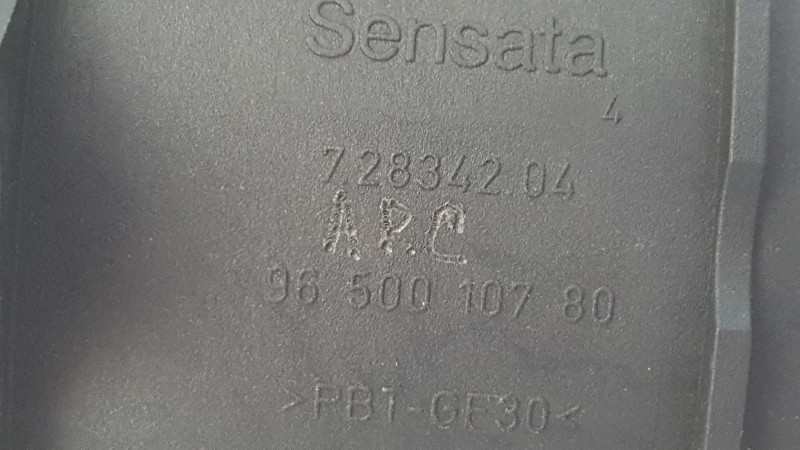 Sensata
4
7.28342.04
A.P.C
96 500 107 80
>PBT-GF30<